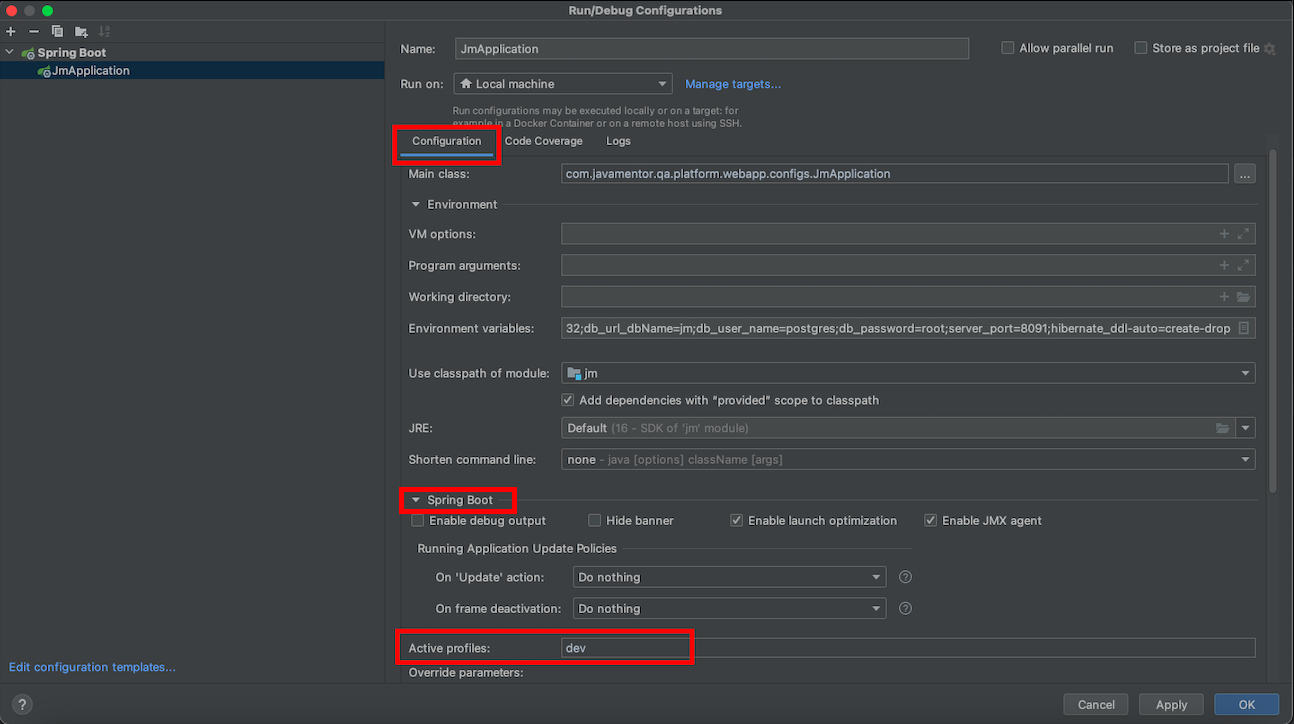 Run/Debug Configurations
Spring Boot
JmApplication
Name: JmApplication
Allow parallel run
Store as project file
Run on: Local machine
Manage targets...
Run configurations may be executed locally or on a target: for
example in a Docker Container or on a remote host using SSH.
Configuration Code Coverage Logs
Main class: com.javamentor.qa.platform.webapp.configs.JmApplication ...
Environment
VM options:
Program arguments:
Working directory:
Environment variables: 32;db_url_dbName=jm;db_user_name=postgres;db_password=root;server_port=8091;hibernate_ddl-auto=create-drop
Use classpath of module: jm
Add dependencies with "provided" scope to classpath
JRE: Default (16 - SDK of 'jm' module)
Shorten command line: none - java [options] className [args]
Spring Boot
Enable debug output Hide banner Enable launch optimization Enable JMX agent
Running Application Update Policies
On 'Update' action: Do nothing ?
On frame deactivation: Do nothing ?
Active profiles: dev
Override parameters:
Edit configuration templates...
? Cancel Apply OK